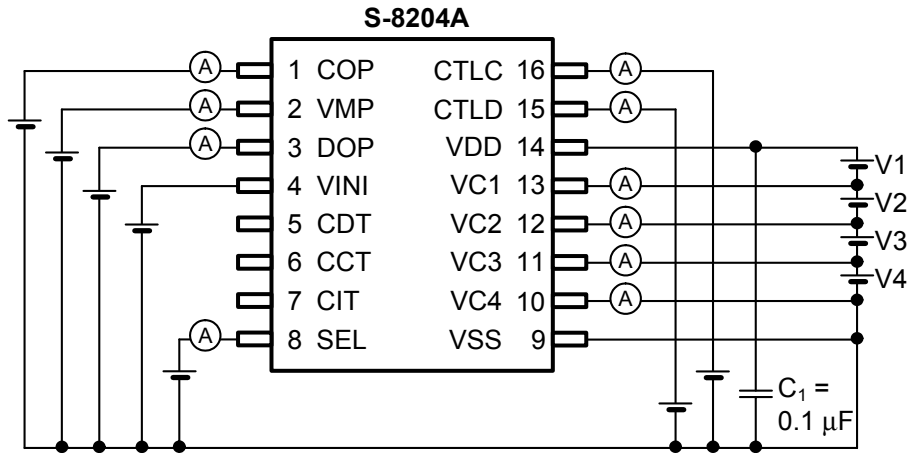 S-8204A
A 1 COP CTLC 16 A
A 2 VMP CTLD 15 A
A 3 DOP VDD 14
V1
4 VINI VC1 13 A
V2
5 CDT VC2 12 A
V3
6 CCT VC3 11 A
V4
7 CIT VC4 10 A
A 8 SEL VSS 9
C₁ =
0.1 μF